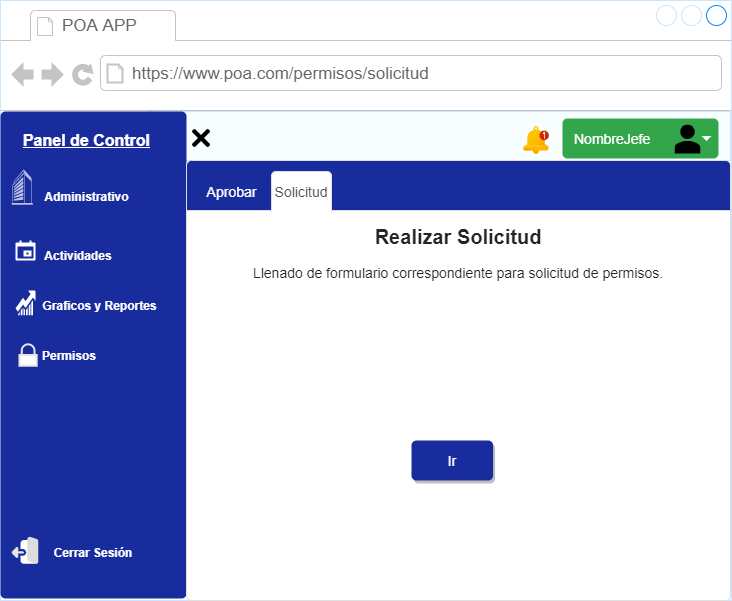 POA APP
https://www.poa.com/permisos/solicitud
Panel de Control
1
NombreJefe
Aprobar
Solicitud
Administrativo
Actividades
Graficos y Reportes
Permisos
Realizar Solicitud
Llenado de formulario correspondiente para solicitud de permisos.
Ir
Cerrar Sesión